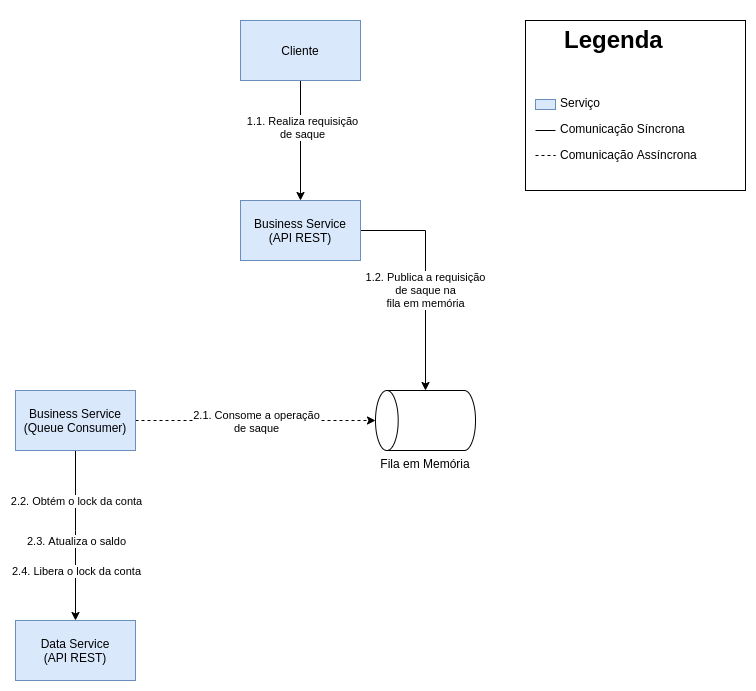 Cliente
Legenda
Serviço
Comunicação Síncrona
Comunicação Assíncrona
1.1. Realiza requisição
de saque
Business Service
(API REST)
1.2. Publica a requisição
de saque na
fila em memória
Business Service
(Queue Consumer)
2.1. Consome a operação
de saque
Fila em Memória
2.2. Obtém o lock da conta
2.3. Atualiza o saldo
2.4. Libera o lock da conta
Data Service
(API REST)